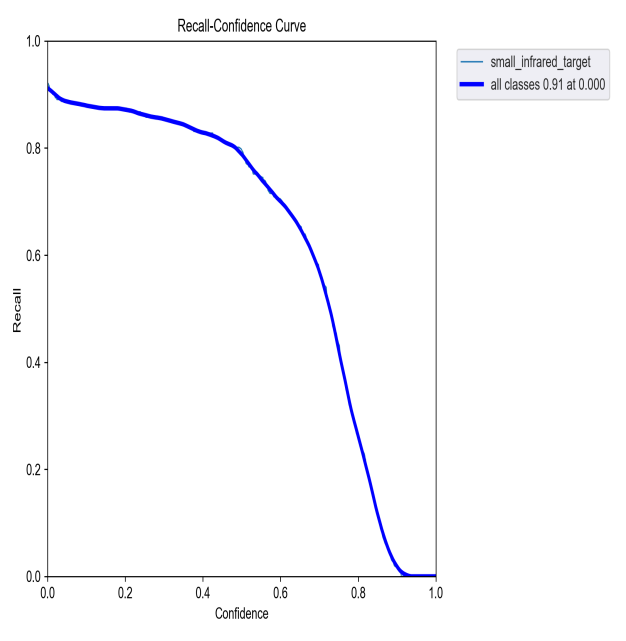 Recall-Confidence Curve
1.0
0.8
0.6
0.4
0.2
0.0
Recall
0.0 0.2 0.4 0.6 0.8 1.0
Confidence
small_infrared_target
all classes 0.91 at 0.000